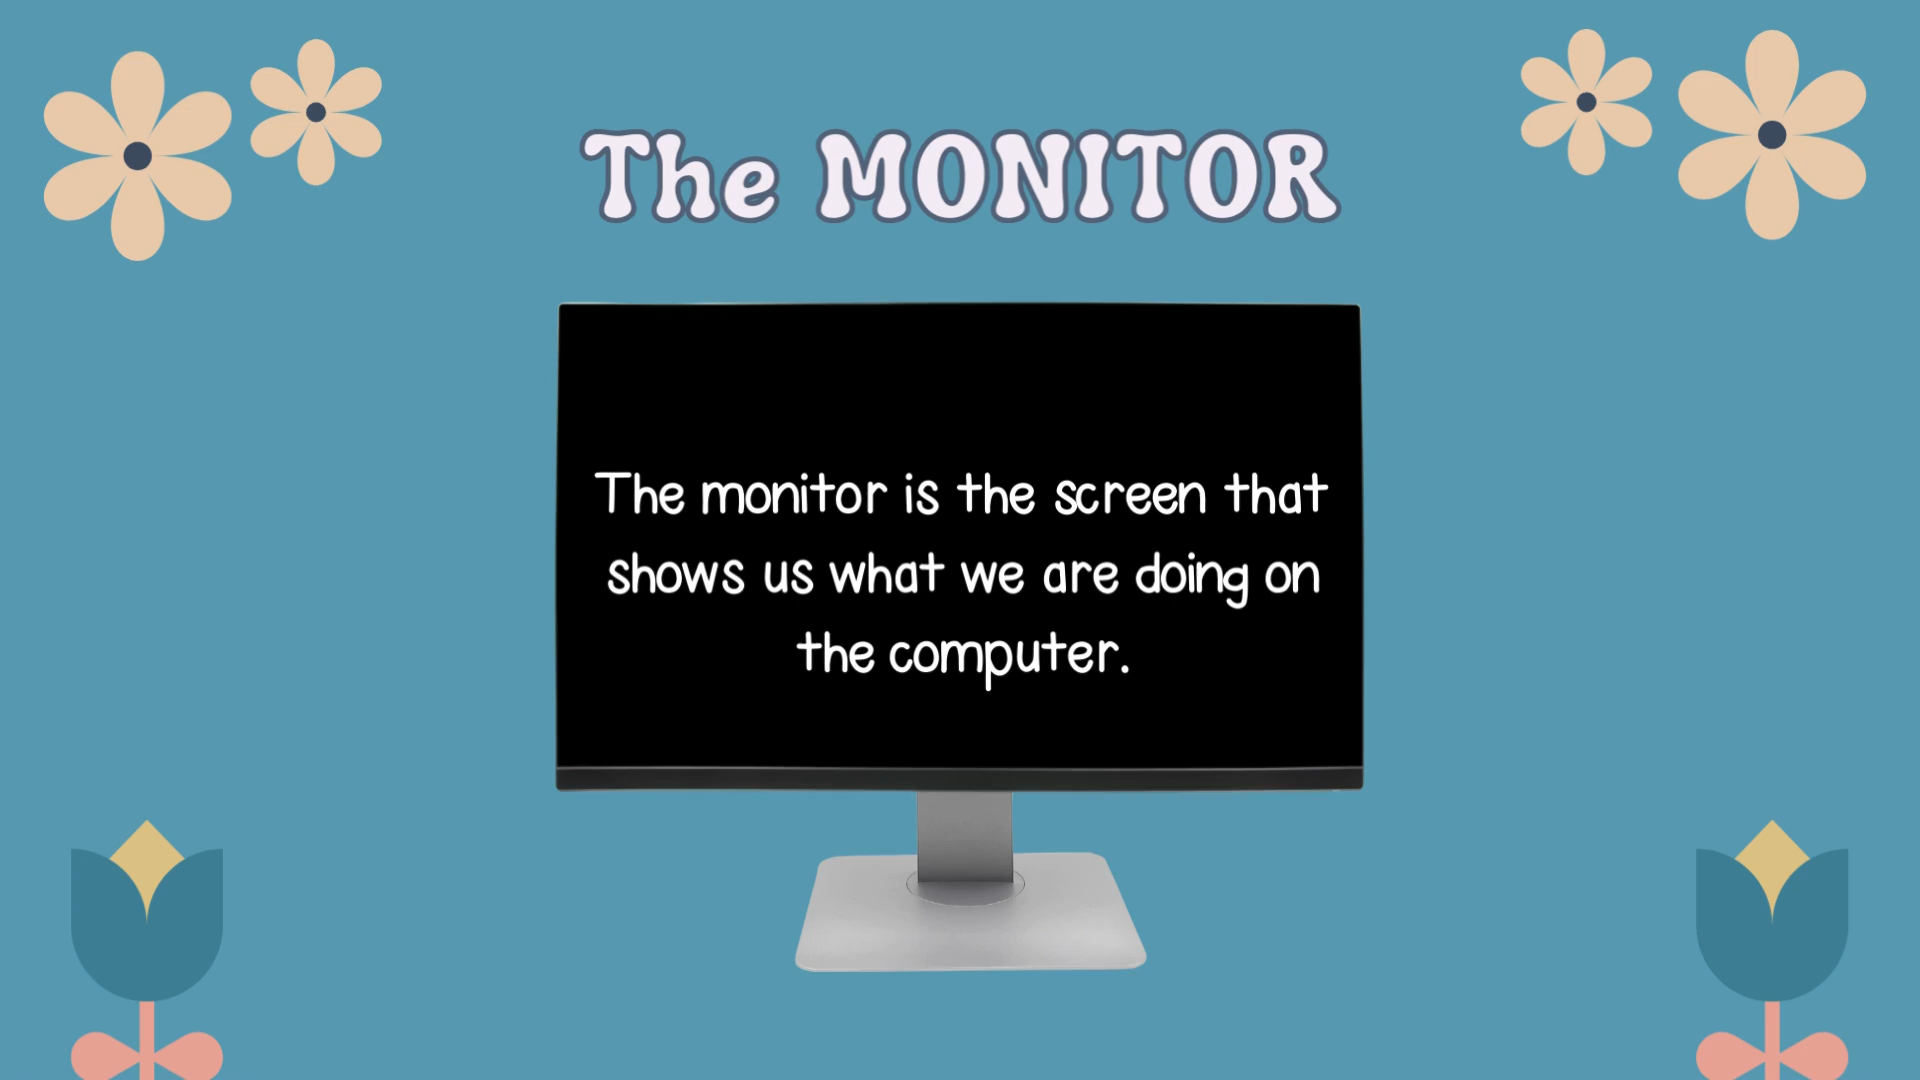 The MONITOR
The monitor is the screen that
shows us what we are doing on
the computer.